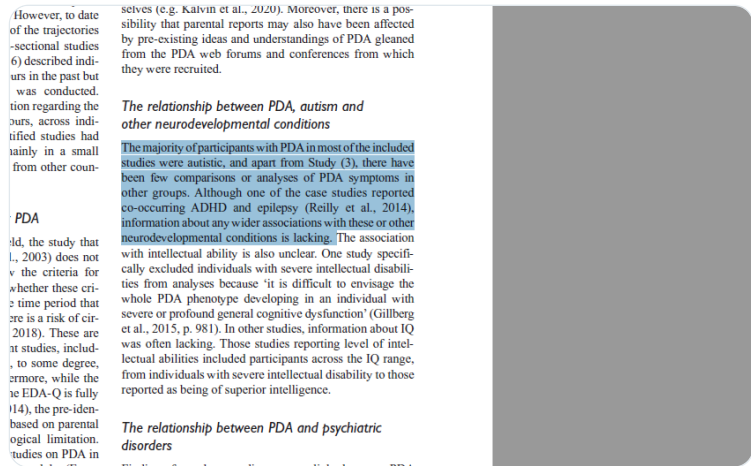 However, to date
of the trajectories
-sectional studies
6) described indi-
urs in the past but
was conducted.
tion regarding the
ours, across indi-
tified studies had
ainly in a small
from other coun-
PDA
eld, the study that
l., 2003) does not
w the criteria for
whether these cri-
e time period that
ere is a risk of cir-
2018). These are
nt studies, includ-
, to some degree,
ermore, while the
ne EDA-Q is fully
014), the pre-iden-
based on parental
ogical limitation.
tudies on PDA in
selves (e.g. Kalvin et al., 2020). Moreover, there is a pos-
sibility that parental reports may also have been affected
by pre-existing ideas and understandings of PDA gleaned
from the PDA web forums and conferences from which
they were recruited.
The relationship between PDA, autism and
other neurodevelopmental conditions
The majority of participants with PDA in most of the included
studies were autistic, and apart from Study (3), there have
been few comparisons or analyses of PDA symptoms in
other groups. Although one of the case studies reported
co-occurring ADHD and epilepsy (Reilly et al., 2014),
information about any wider associations with these or other
neurodevelopmental conditions is lacking. The association
with intellectual ability is also unclear. One study specifi-
cally excluded individuals with severe intellectual disabili-
ties from analyses because ‘it is difficult to envisage the
whole PDA phenotype developing in an individual with
severe or profound general cognitive dysfunction’ (Gillberg
et al., 2015, p. 981). In other studies, information about IQ
was often lacking. Those studies reporting level of intel-
lectual abilities included participants across the IQ range,
from individuals with severe intellectual disability to those
reported as being of superior intelligence.
The relationship between PDA and psychiatric
disorders